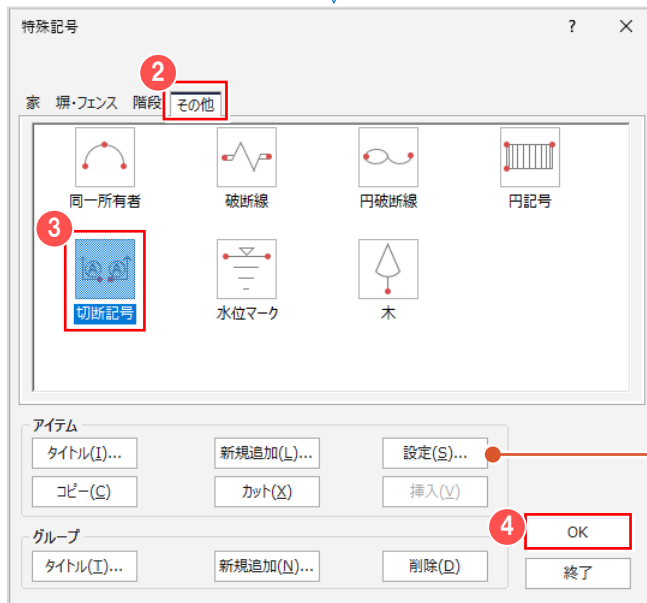 特殊記号 ? ×
2
家 塀・フェンス 階段 その他
同一所有者 破断線 円破断線 円記号
3
切断記号 水位マーク 木
アイテム
タイトル(I)... 新規追加(L)... 設定(S)...
コピー(C) カット(X) 挿入(V)
4
OK
グループ
タイトル(T)... 新規追加(N)... 削除(D)
終了